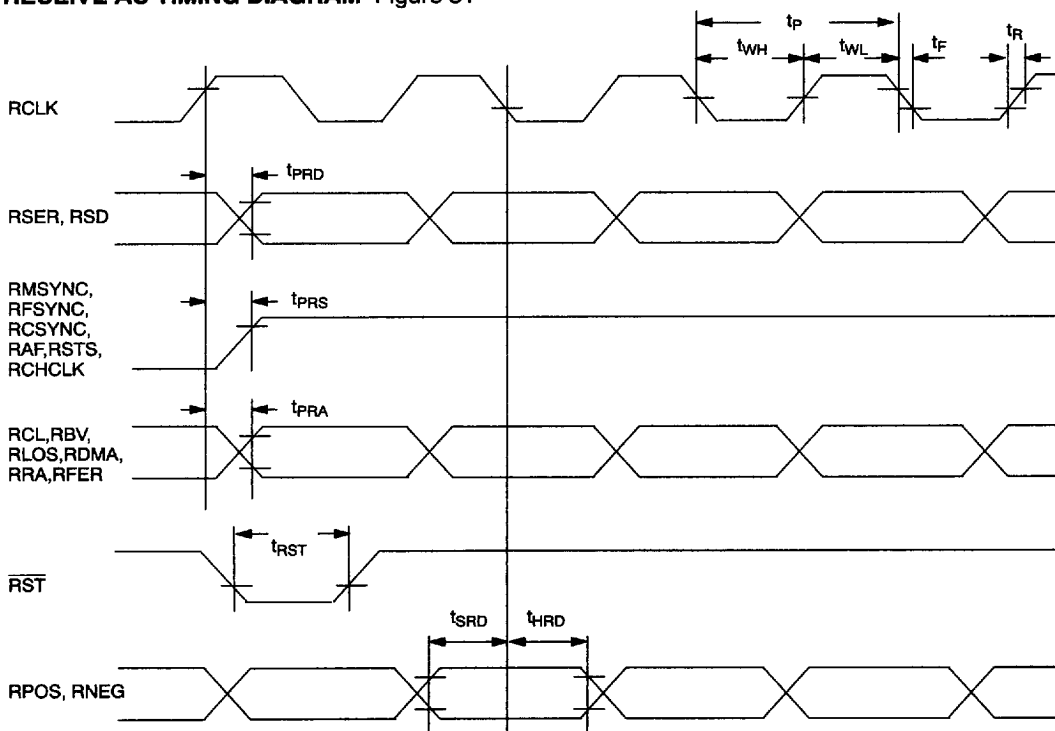 RECEIVE AC TIMING DIAGRAM Figure
tP
tWH tWL tF tR
RCLK
tPRD
RSER, RSD
RMSYNC,
RFSYNC,
RCSYNC,
RAF,RSTS,
RCHCLK
tPRS
tPRA
RCL,RBV,
RLOS,RDMA,
RRA,RFER
tRST
RST
tSRD tHRD
RPOS, RNEG